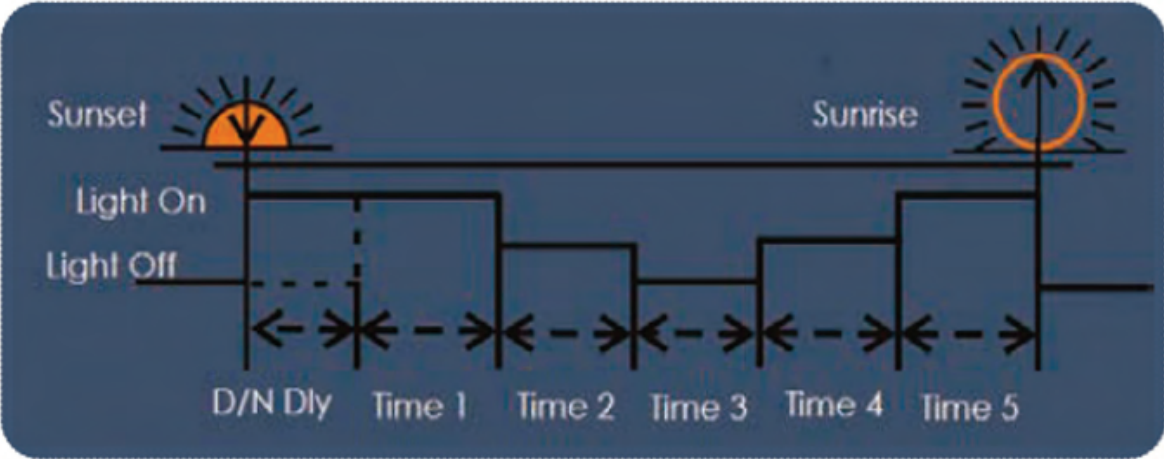 Sunset
Sunrise
Light On
Light Off
D/N Dly
Time 1
Time 2
Time 3
Time 4
Time 5